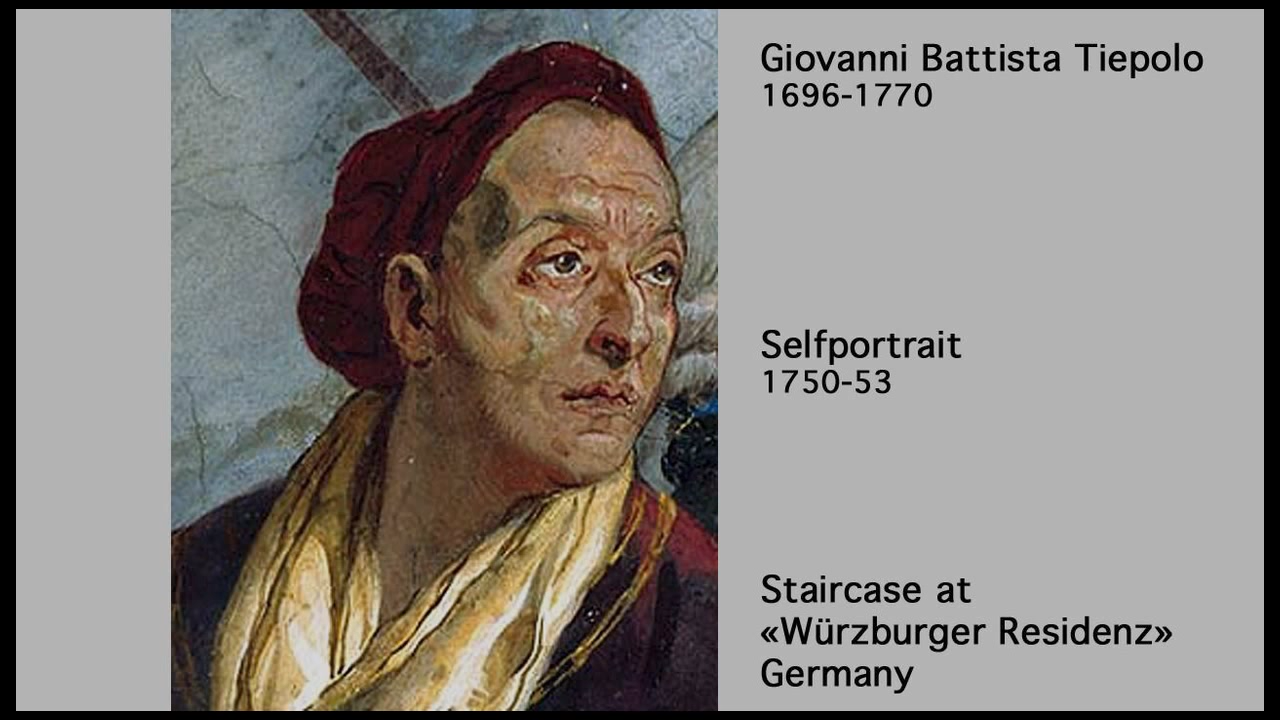 Giovanni Battista Tiepolo
1696-1770
Selfportrait
1750-53
Staircase at
«Würzburger Residenz»
Germany